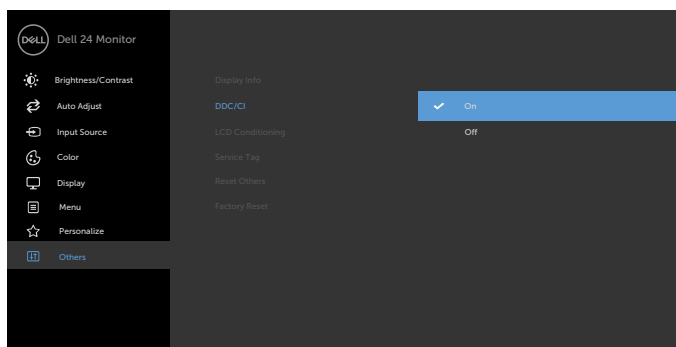 DELL Dell 24 Monitor
Brightness/Contrast
Auto Adjust
Input Source
Color
Display
Menu
Personalize
Others
Display Info
DDC/CI
LCD Conditioning
Service Tag
Reset Others
Factory Reset
On
Off